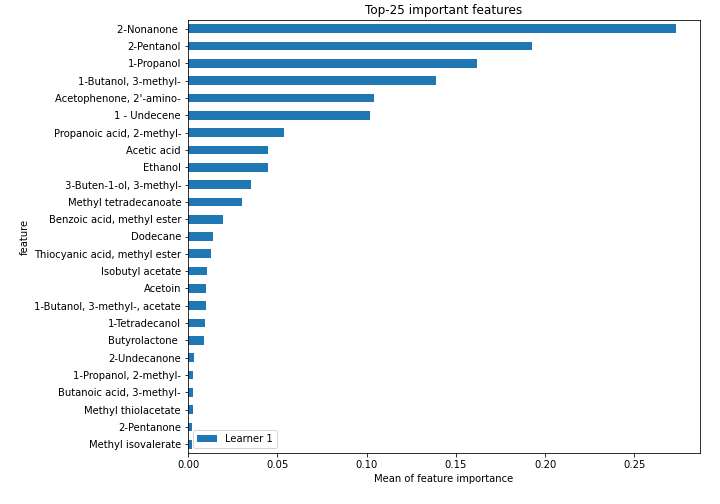 Top-25 important features
2-Nonanone
2-Pentanol
1-Propanol
1-Butanol, 3-methyl-
Acetophenone, 2'-amino-
1 - Undecene
Propanoic acid, 2-methyl-
Acetic acid
Ethanol
3-Buten-1-ol, 3-methyl-
Methyl tetradecanoate
Benzoic acid, methyl ester
Dodecane
Thiocyanic acid, methyl ester
Isobutyl acetate
Acetoin
1-Butanol, 3-methyl-, acetate
1-Tetradecanol
Butyrolactone
2-Undecanone
1-Propanol, 2-methyl-
Butanoic acid, 3-methyl-
Methyl thiolacetate
2-Pentanone
Methyl isovalerate
feature
Learner 1
0.00 0.05 0.10 0.15 0.20 0.25
Mean of feature importance